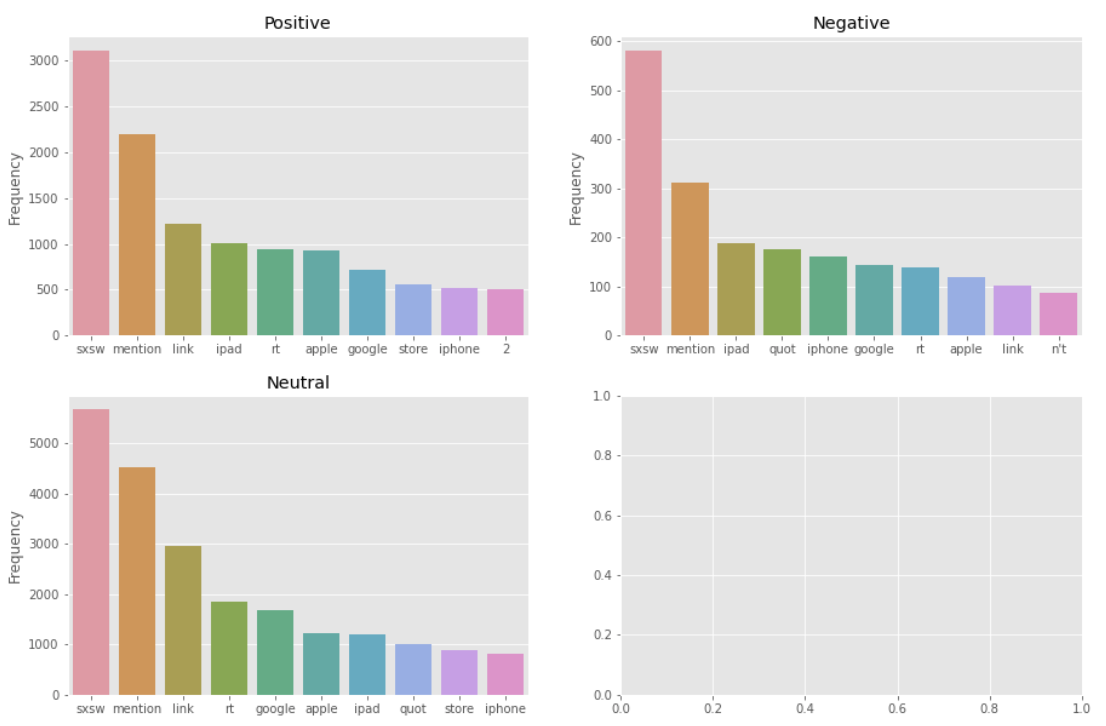 Positive
Frequency
3000
2500
2000
1500
1000
500
0
sxsw mention link ipad rt apple google store iphone 2
Negative
Frequency
600
500
400
300
200
100
0
sxsw mention ipad quot iphone google rt apple link n't
Neutral
Frequency
5000
4000
3000
2000
1000
0
sxsw mention link rt google apple ipad quot store iphone
1.0
0.8
0.6
0.4
0.2
0.0
0.0 0.2 0.4 0.6 0.8 1.0